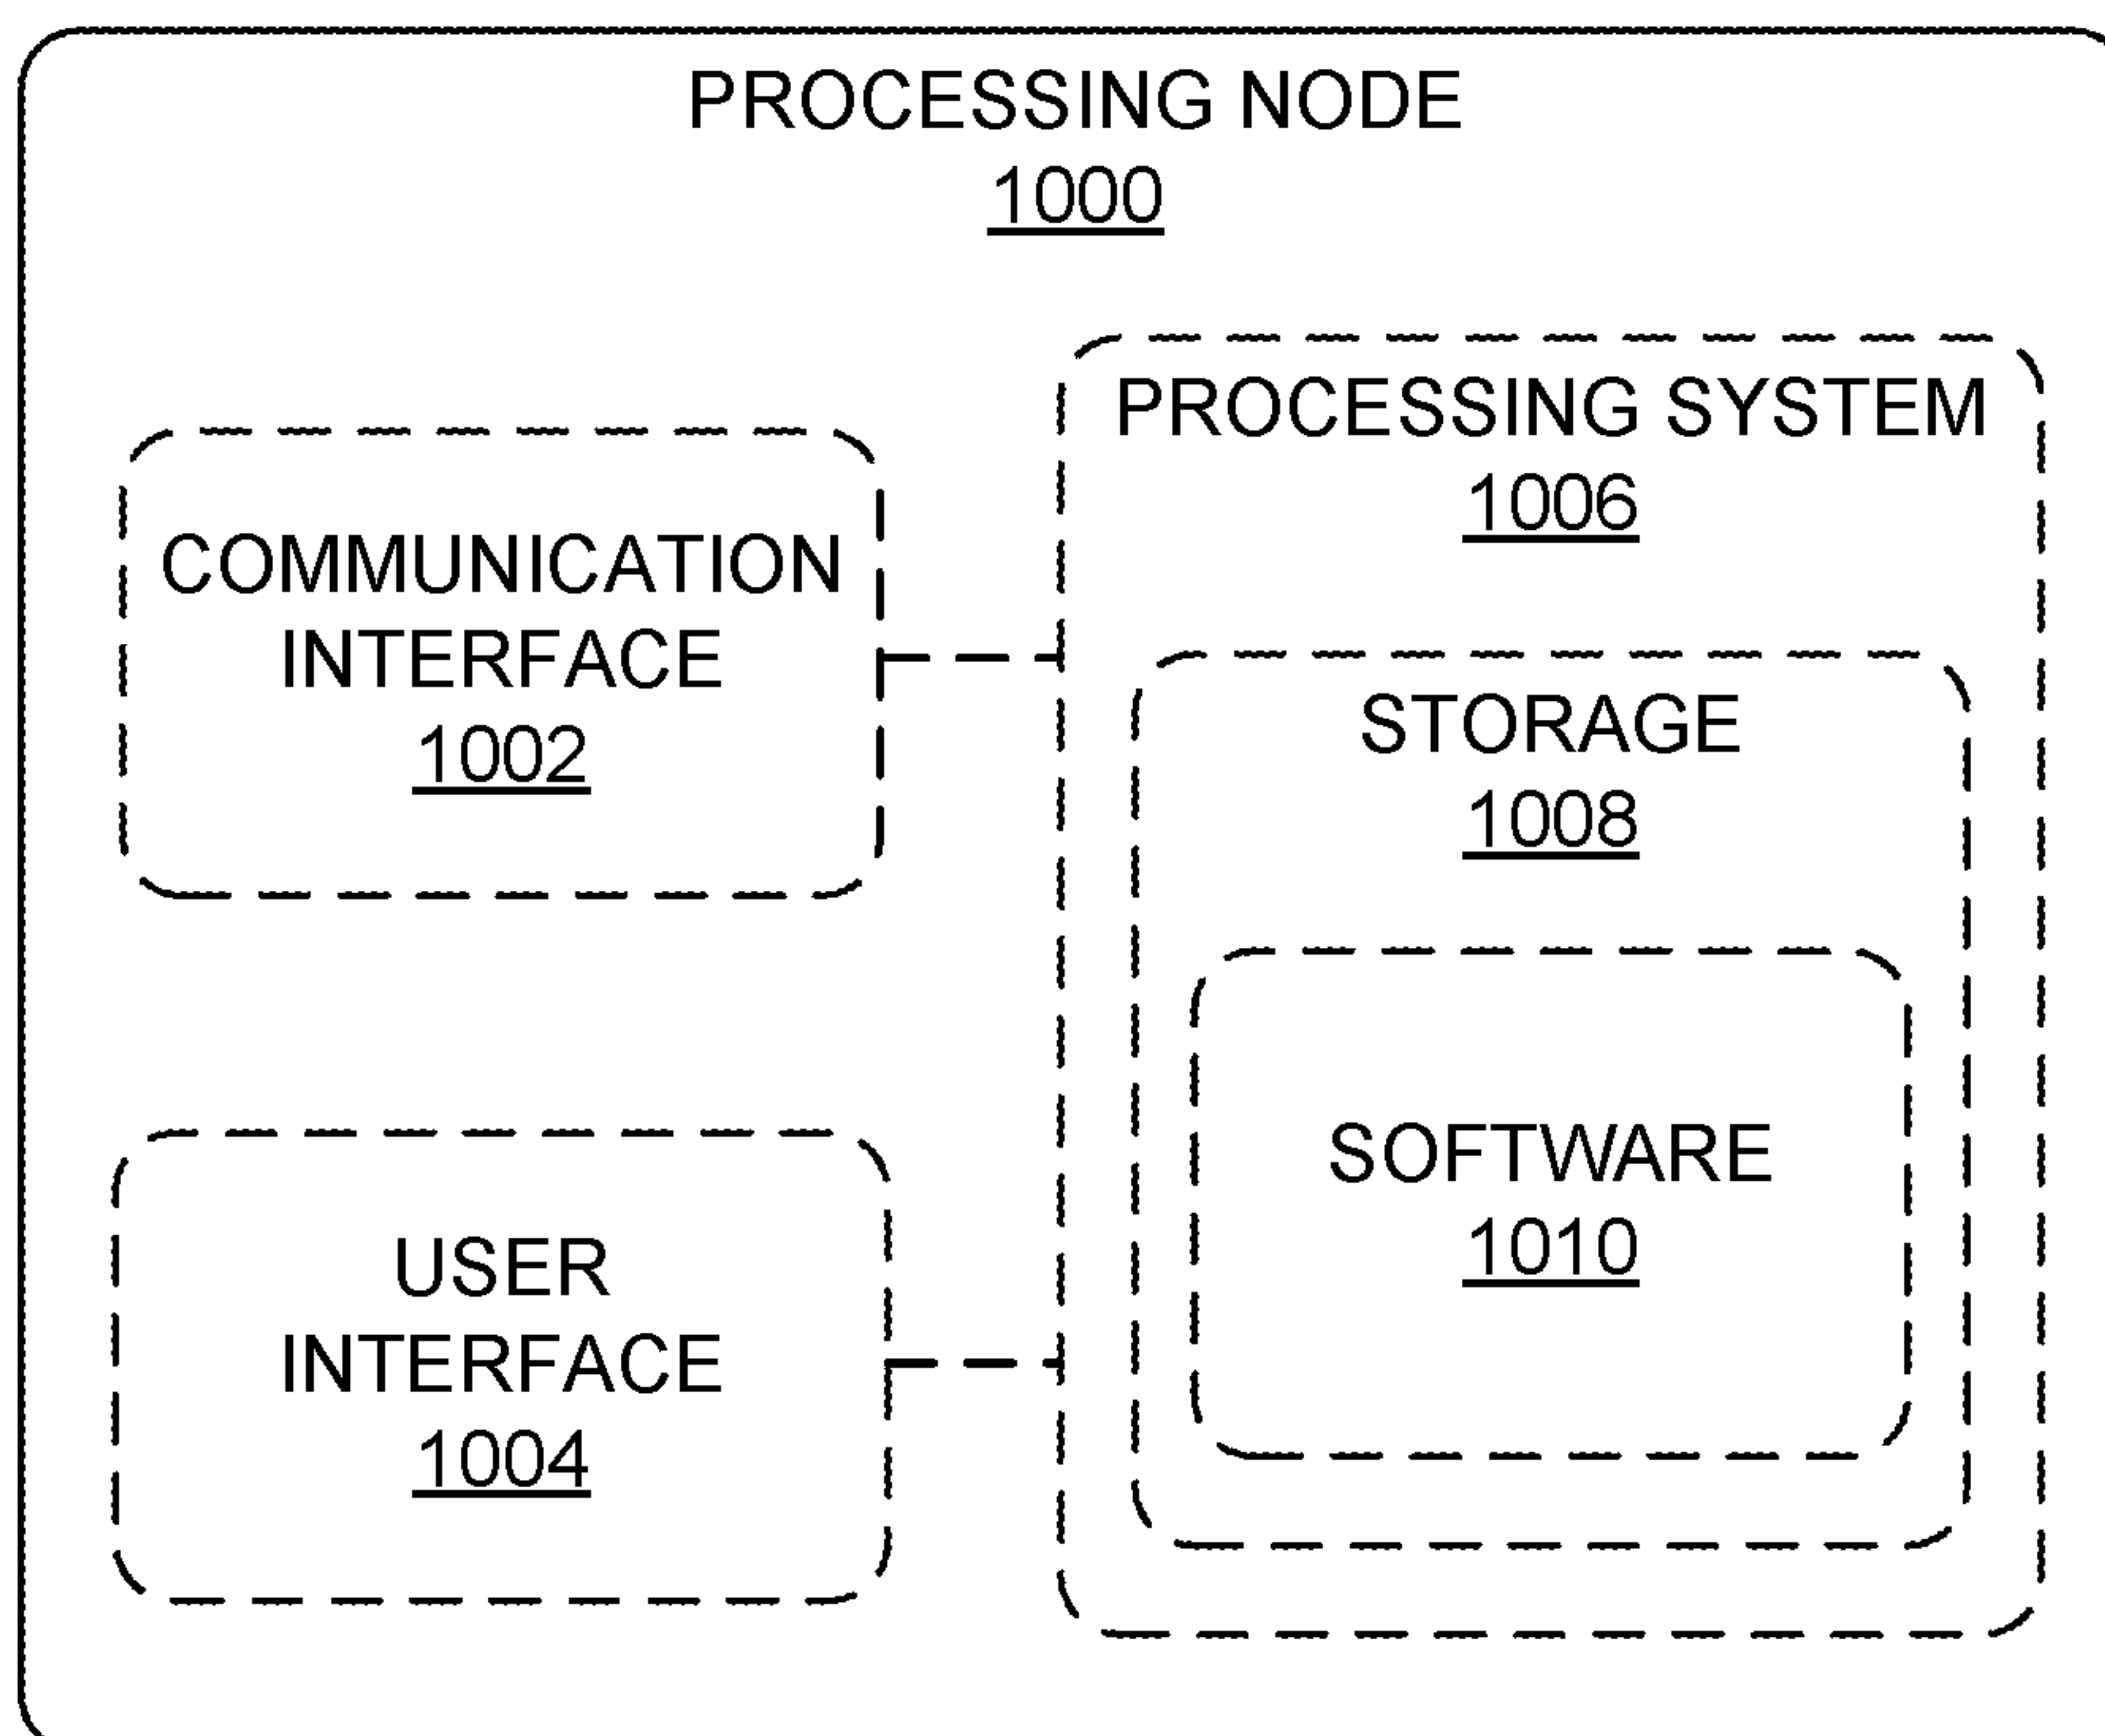 PROCESSING NODE
1000
PROCESSING SYSTEM
1006
COMMUNICATION
INTERFACE
1002
STORAGE
1008
SOFTWARE
1010
USER
INTERFACE
1004